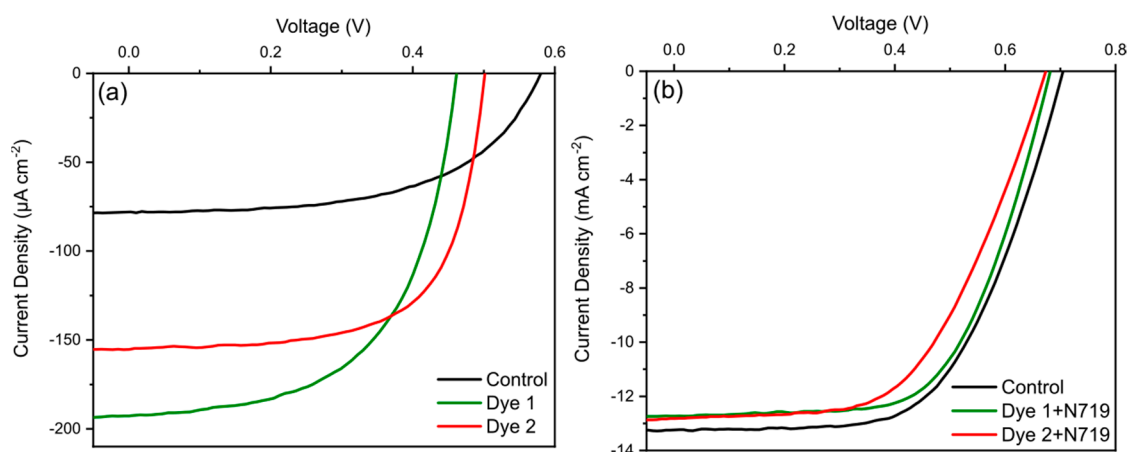 Voltage (V)
0.0 0.2 0.4 0.6
(a)
Current Density (µA cm⁻²)
0
-50
-100
-150
-200
Control
Dye 1
Dye 2
Voltage (V)
0.0 0.2 0.4 0.6 0.8
(b)
Current Density (mA cm⁻²)
0
-2
-4
-6
-8
-10
-12
-14
Control
Dye 1+N719
Dye 2+N719